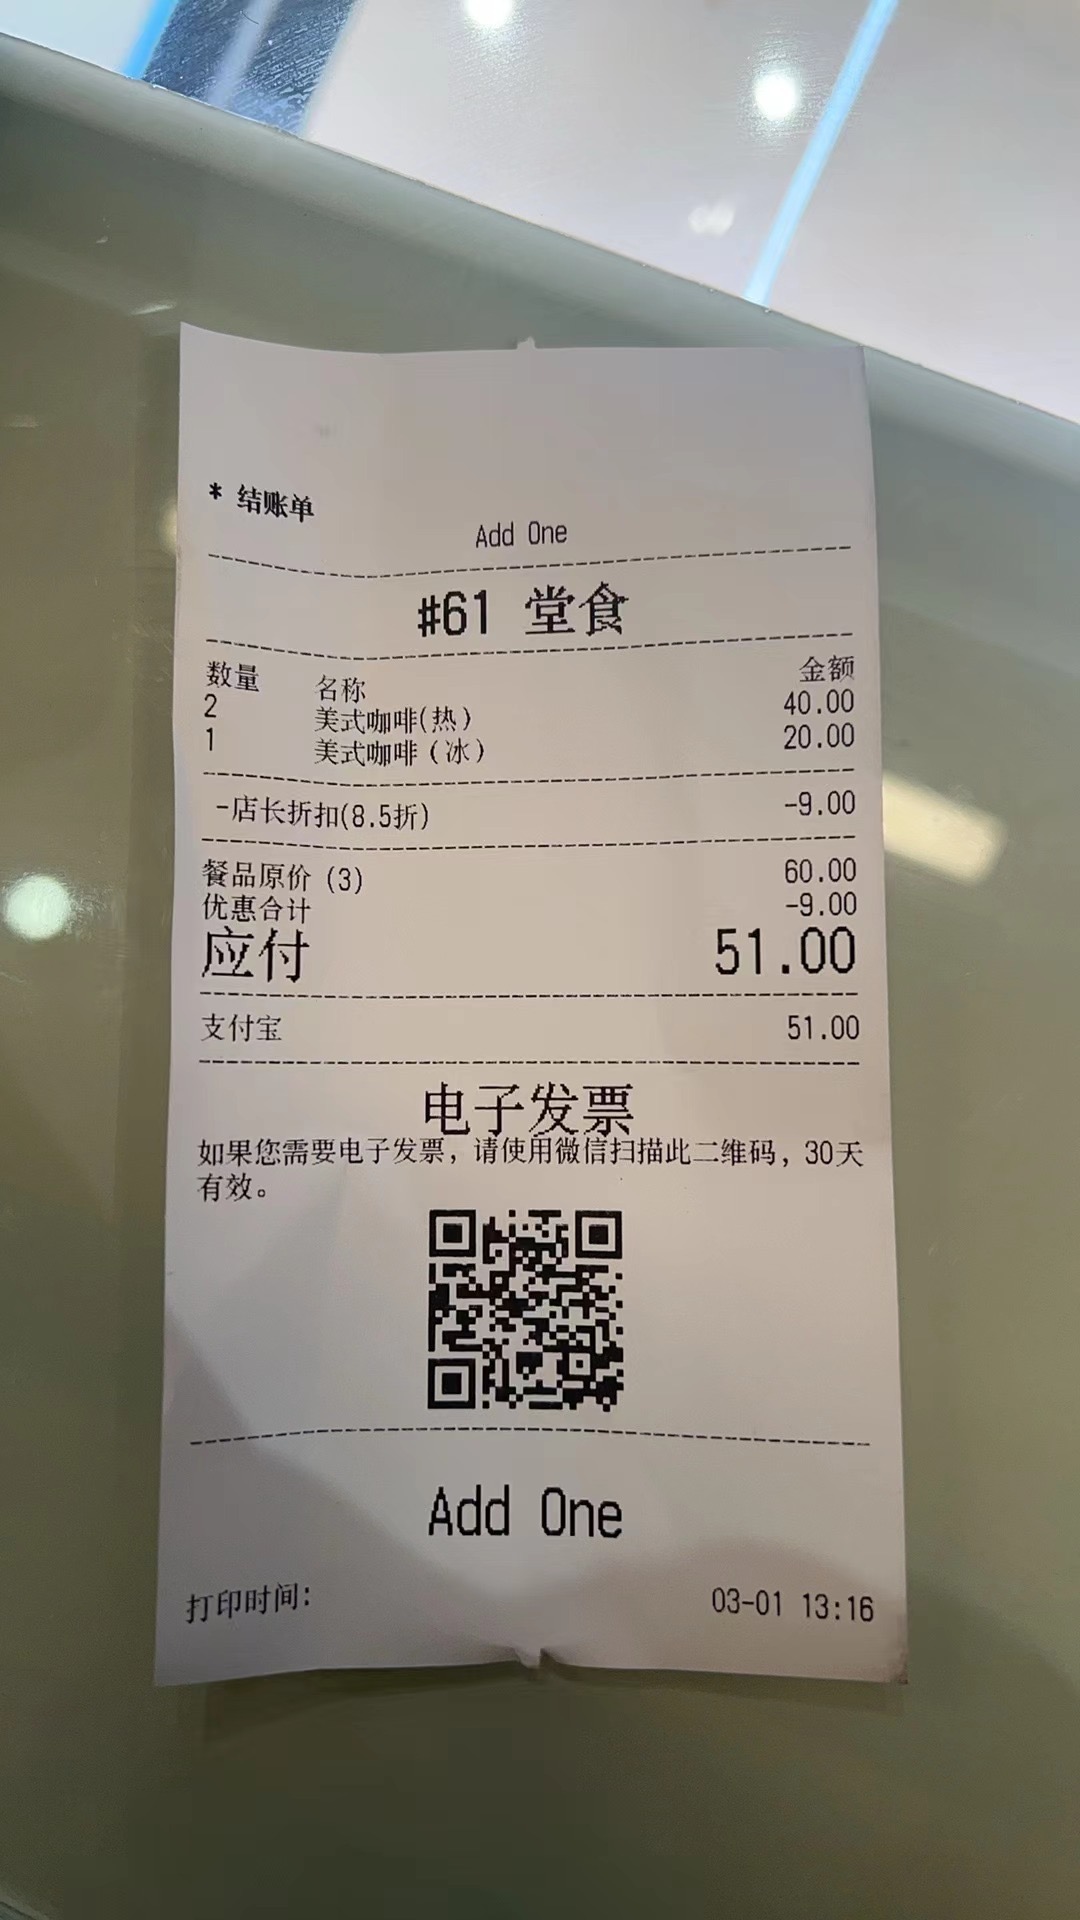 * 结账单
Add One
#61 堂食
数量 名称 金额
2 美式咖啡(热) 40.00
1 美式咖啡(冰) 20.00
-店长折扣(8.5折) -9.00
餐品原价 (3) 60.00
优惠合计 -9.00
应付 51.00
支付宝 51.00
电子发票
如果您需要电子发票，请使用微信扫描此二维码，30天
有效。
Add One
打印时间: 03-01 13:16